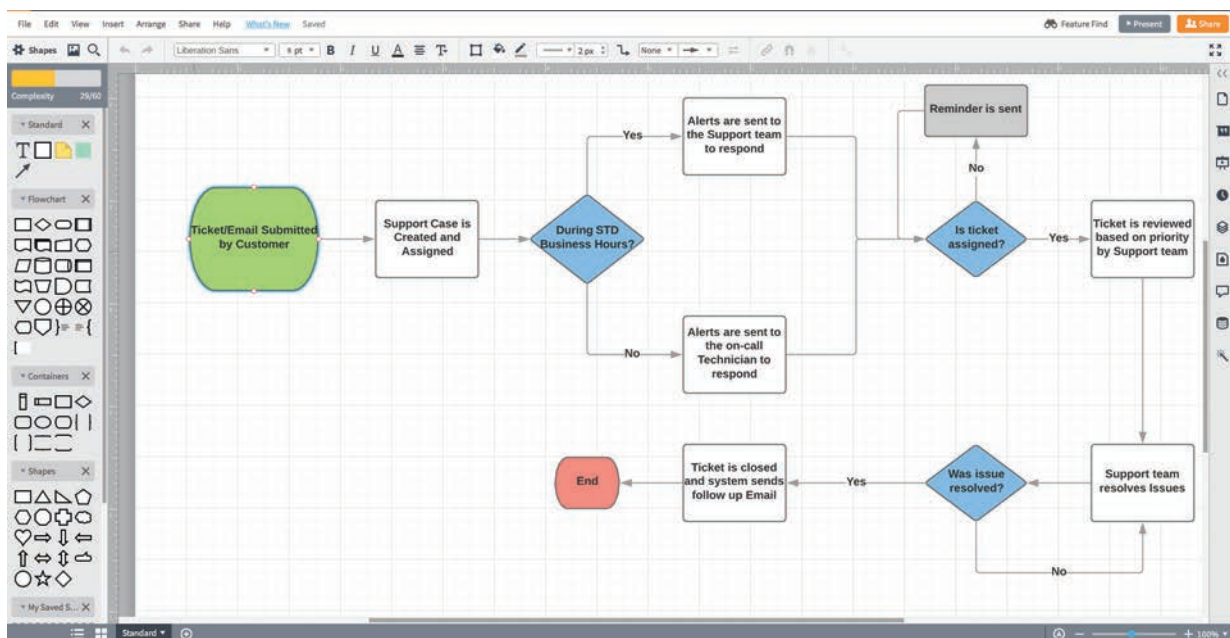 File Edit View Insert Arrange Share Help What's New Saved
Feature Find Present Share
Shapes
Liberation Sans 8 pt B I U A T 2 px None
Complexity 29/60
Standard
T
Flowchart
Containers
Shapes
My Saved S...
Ticket/Email Submitted
by Customer
Support Case is
Created and
Assigned
During STD
Business Hours?
Yes
Alerts are sent to
the Support team
to respond
No
Alerts are sent to
the on-call
Technician to
respond
Reminder is sent
No
Is ticket
assigned?
Yes
Ticket is reviewed
based on priority
by Support team
Support team
resolves Issues
Was issue
resolved?
No
Yes
Ticket is closed
and system sends
follow up Email
End
Standard
100%